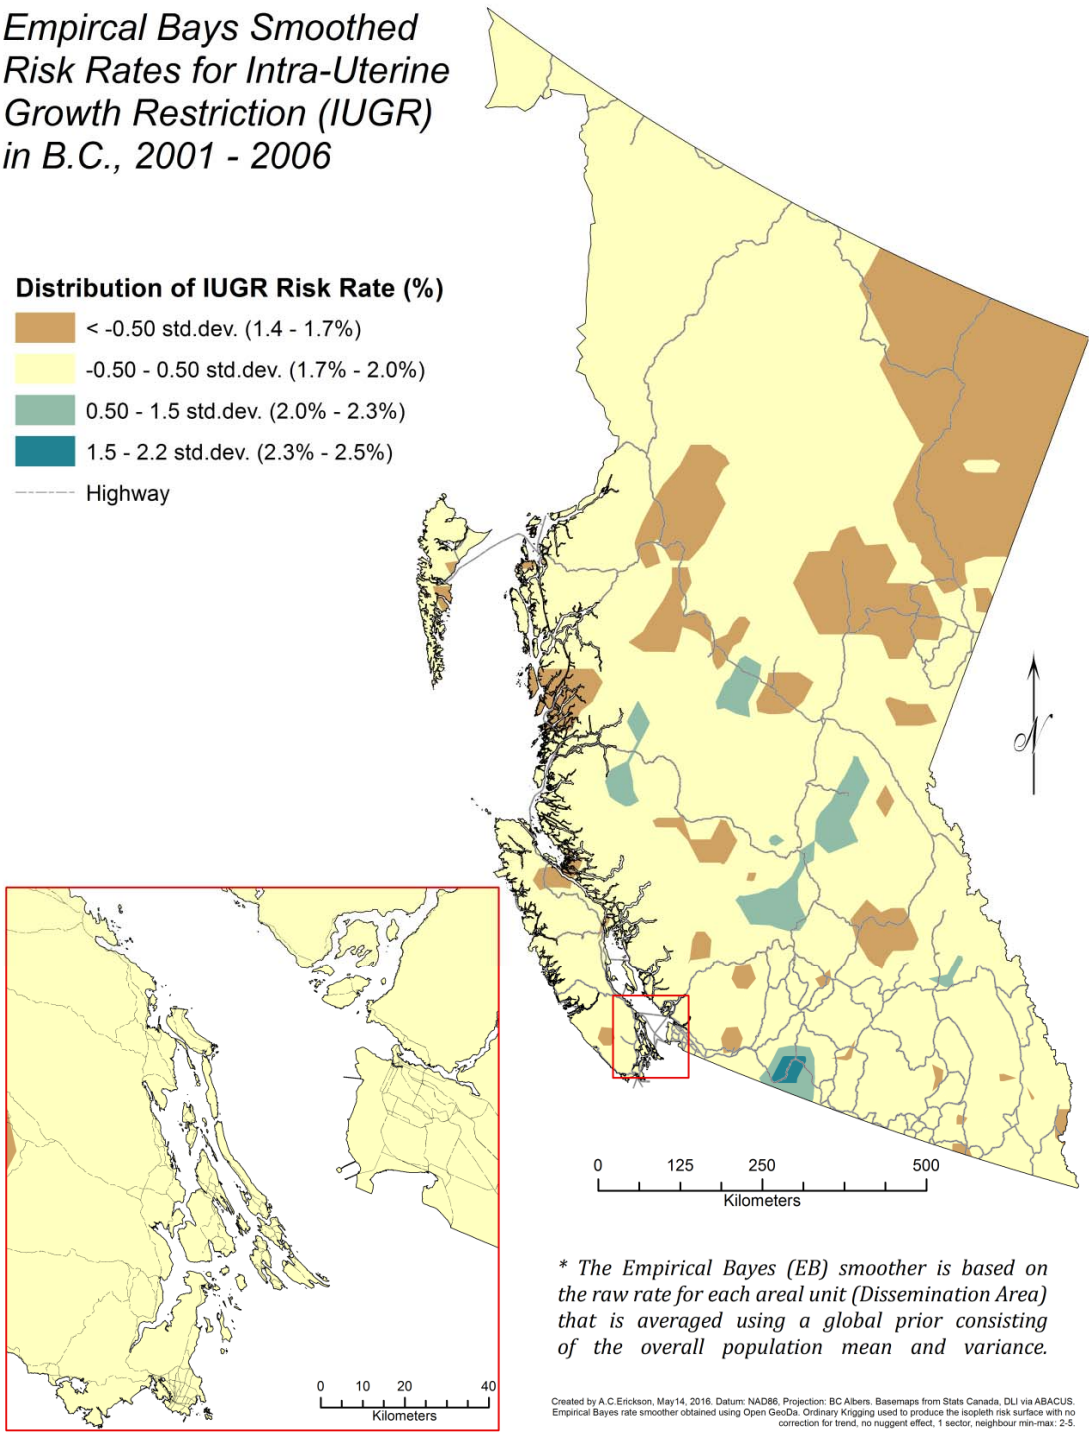 Empircal Bays Smoothed
Risk Rates for Intra-Uterine
Growth Restriction (IUGR)
in B.C., 2001 - 2006
Distribution of IUGR Risk Rate (%)
< -0.50 std.dev. (1.4 - 1.7%)
-0.50 - 0.50 std.dev. (1.7% - 2.0%)
0.50 - 1.5 std.dev. (2.0% - 2.3%)
1.5 - 2.2 std.dev. (2.3% - 2.5%)
Highway
N
0 125 250 500
Kilometers
0 10 20 40
Kilometers
* The Empirical Bayes (EB) smoother is based on
the raw rate for each areal unit (Dissemination Area)
that is averaged using a global prior consisting
of the overall population mean and variance.
Created by A.C.Erickson, May14, 2016. Datum: NAD86, Projection: BC Albers. Basemaps from Stats Canada, DLI via ABACUS.
Empirical Bayes rate smoother obtained using Open GeoDa. Ordinary Krigging used to produce the isopleth risk surface with no
correction for trend, no nuggent effect, 1 sector, neighbour min-max: 2-5.